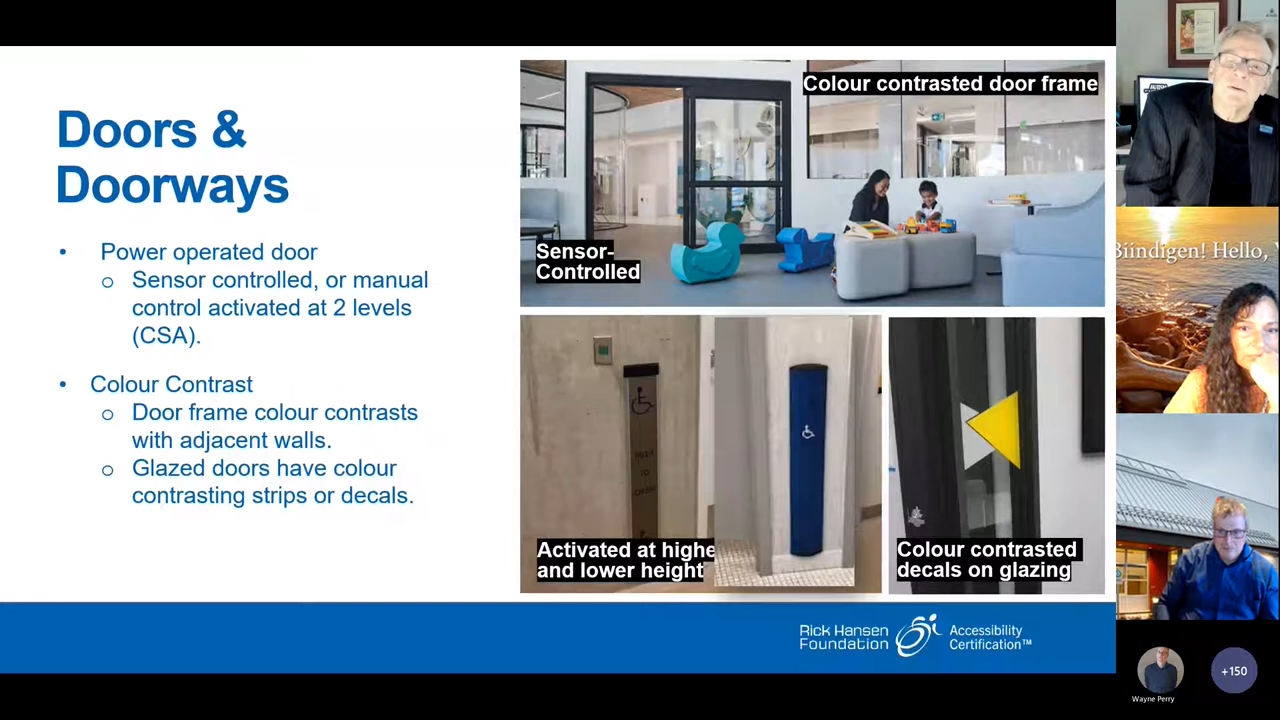 Doors &
Doorways
• Power operated door
o Sensor controlled, or manual
control activated at 2 levels
(CSA).
• Colour Contrast
o Door frame colour contrasts
with adjacent walls.
o Glazed doors have colour
contrasting strips or decals.
Colour contrasted door frame
Sensor-
Controlled
Activated at highe
and lower height
Colour contrasted
decals on glazing
Rick Hansen
Foundation
Accessibility
Certification™
Biindigen! Hello,
Wayne Perry
+150